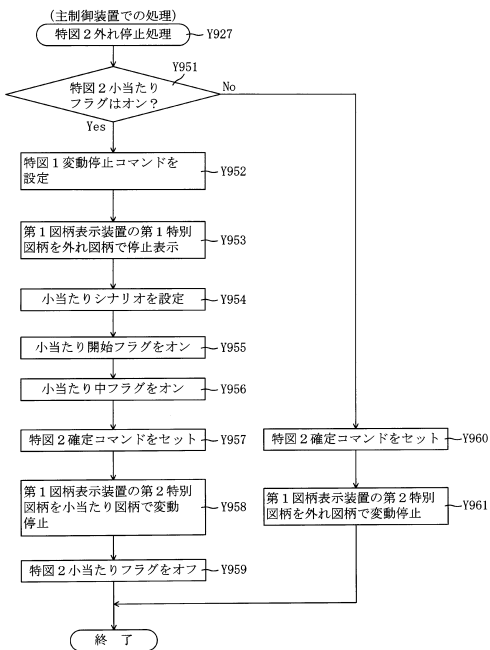 (主制御装置での処理)
特図2外れ停止処理
Y927
Y951
特図2小当たり
フラグはオン?
No
Yes
特図1変動停止コマンドを
設定
Y952
第1図柄表示装置の第1特別
図柄を外れ図柄で停止表示
Y953
小当たりシナリオを設定
Y954
小当たり開始フラグをオン
Y955
小当たり中フラグをオン
Y956
特図2確定コマンドをセット
Y957
特図2確定コマンドをセット
Y960
第1図柄表示装置の第2特別
図柄を小当たり図柄で変動
停止
Y958
第1図柄表示装置の第2特別
図柄を外れ図柄で変動停止
Y961
特図2小当たりフラグをオフ
Y959
終 了